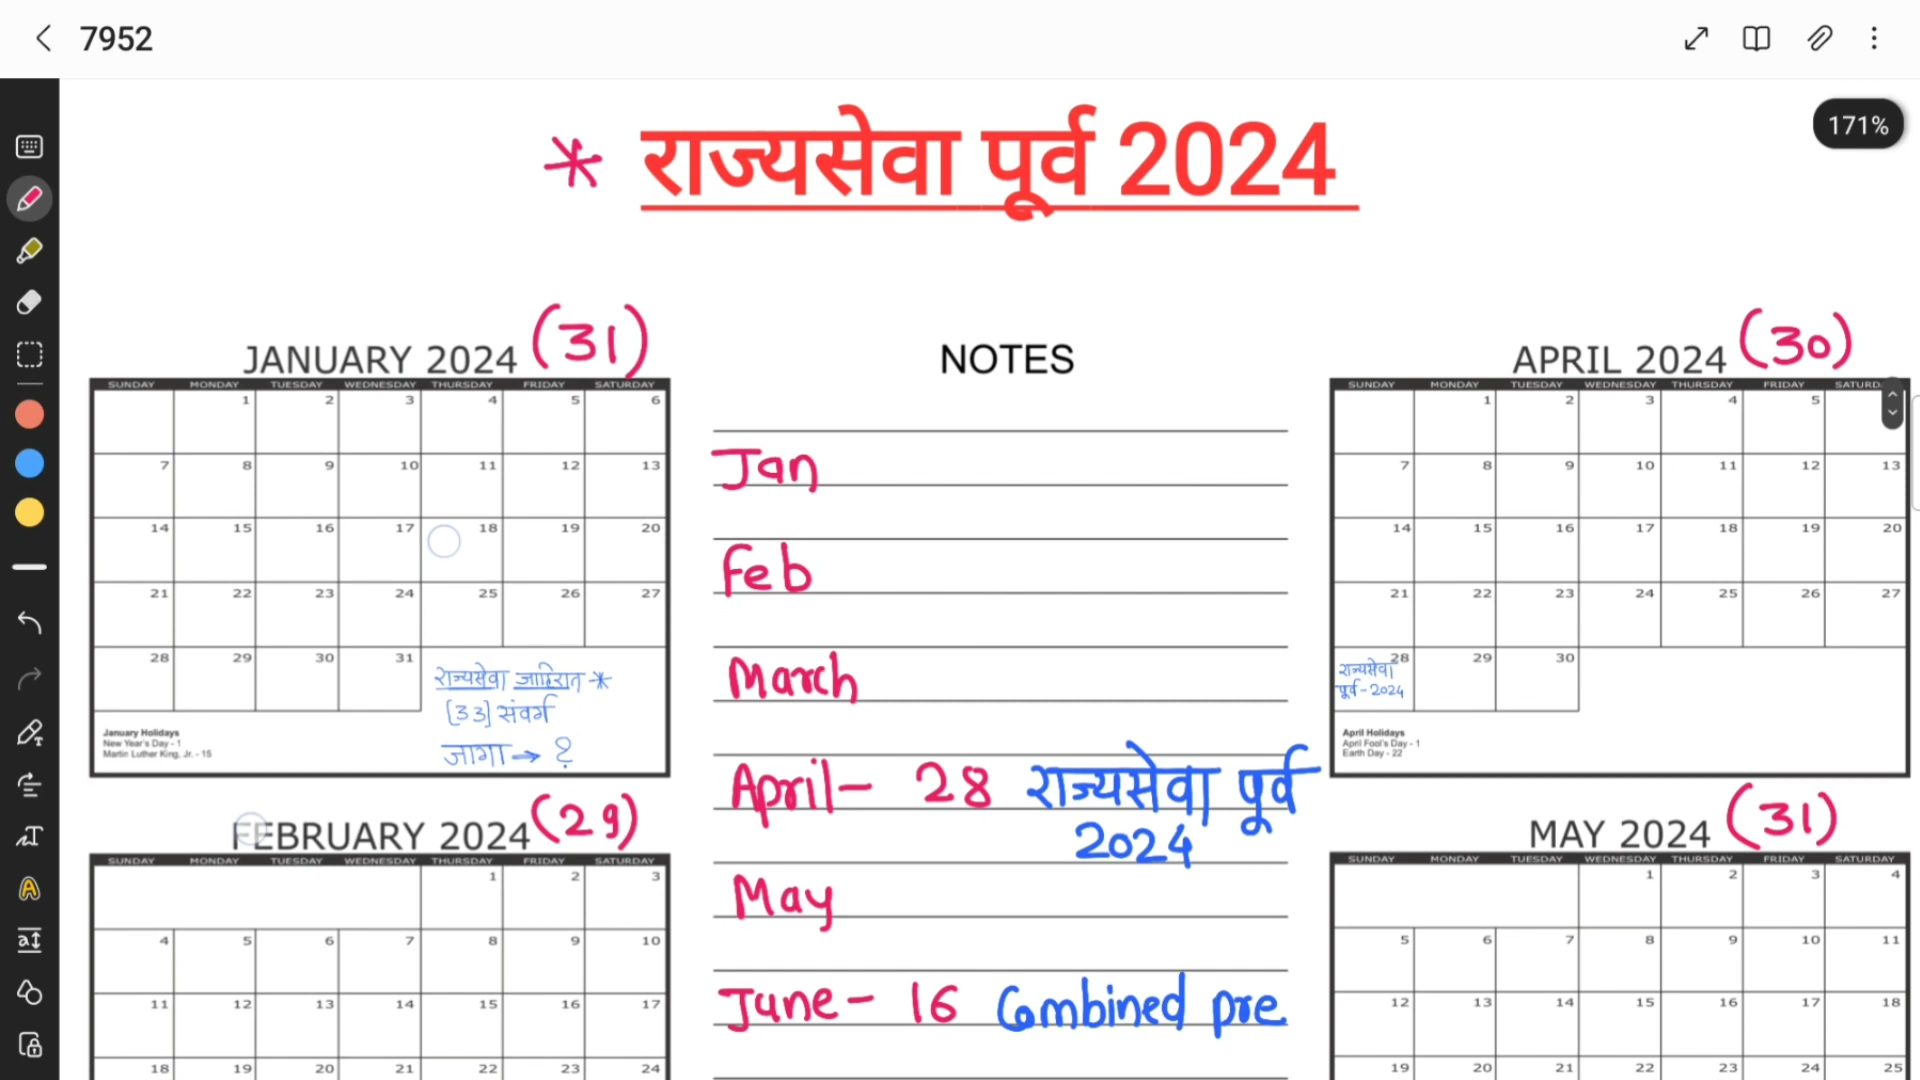 7952
171%
* राज्यसेवा पूर्व 2024
JANUARY 2024 (31)
SUNDAY MONDAY TUESDAY WEDNESDAY THURSDAY FRIDAY SATURDAY
1 2 3 4 5 6
7 8 9 10 11 12 13
14 15 16 17 18 19 20
21 22 23 24 25 26 27
28 29 30 31
राज्यसेवा जाहिरात *
[33] संवर्ग
जागा → ?
January Holidays
New Year's Day - 1
Martin Luther King, Jr. - 15
FEBRUARY 2024 (29)
SUNDAY MONDAY TUESDAY WEDNESDAY THURSDAY FRIDAY SATURDAY
1 2 3
4 5 6 7 8 9 10
11 12 13 14 15 16 17
18 19 20 21 22 23 24
NOTES
Jan
Feb
March
April - 28 राज्यसेवा पूर्व
2024
May
June - 16 Combined pre
APRIL 2024 (30)
SUNDAY MONDAY TUESDAY WEDNESDAY THURSDAY FRIDAY SATURD
1 2 3 4 5
7 8 9 10 11 12 13
14 15 16 17 18 19 20
21 22 23 24 25 26 27
28 29 30
राज्यसेवा
पूर्व - 2024
April Holidays
April Fool's Day - 1
Earth Day - 22
MAY 2024 (31)
SUNDAY MONDAY TUESDAY WEDNESDAY THURSDAY FRIDAY SATURDAY
1 2 3 4
5 6 7 8 9 10 11
12 13 14 15 16 17 18
19 20 21 22 23 24 25